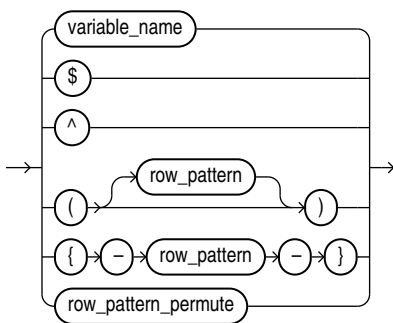 variable_name
$
^
( row_pattern )
{ – row_pattern – }
row_pattern_permute